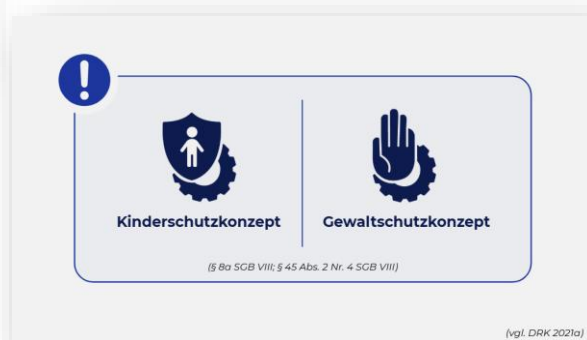 !
Kinderschutzkonzept
Gewaltschutzkonzept
(§ 8a SGB VIII; § 45 Abs. 2 Nr. 4 SGB VIII)
(vgl. DRK 2021a)